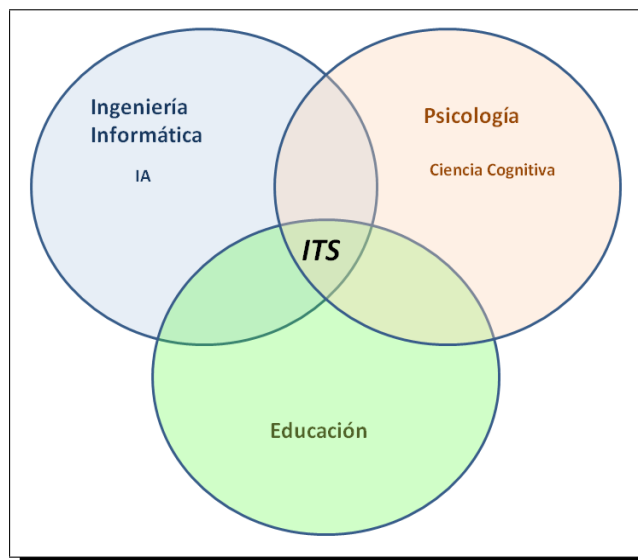 Ingeniería
Informática
IA
Psicología
Ciencia Cognitiva
ITS
Educación